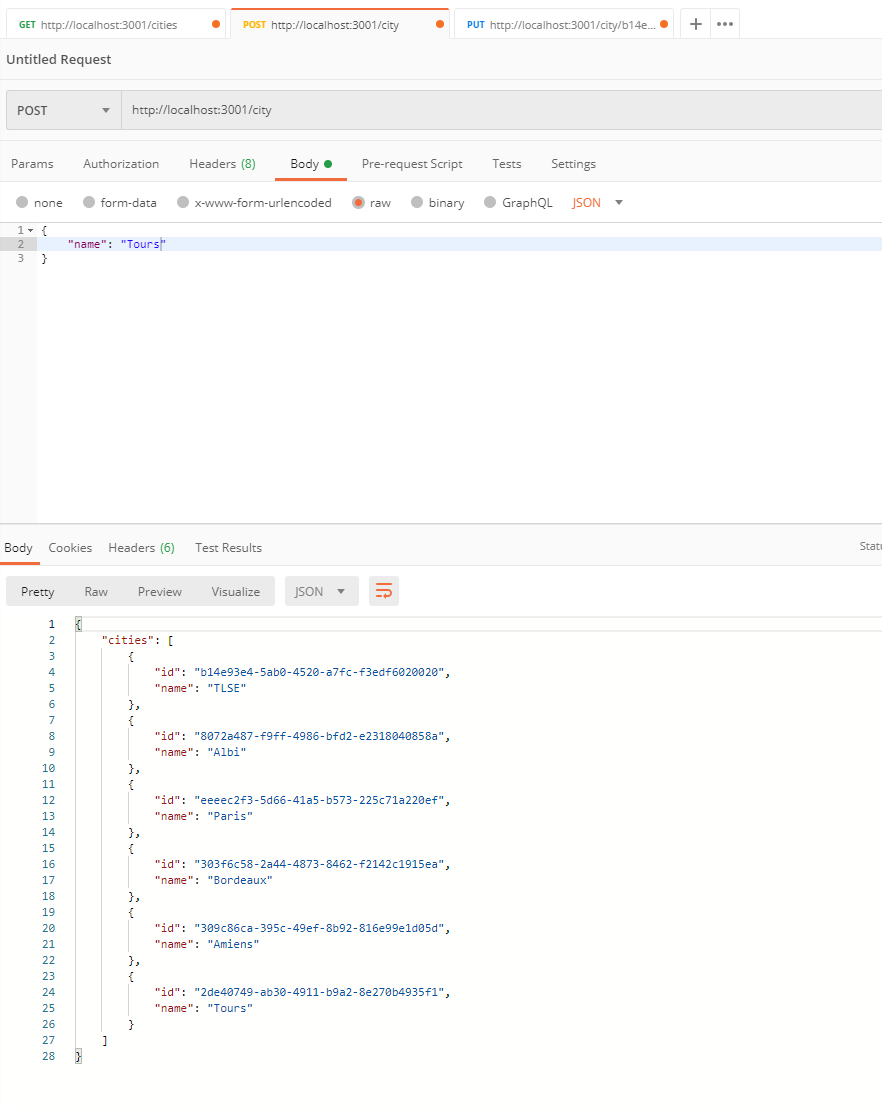 GET http://localhost:3001/cities POST http://localhost:3001/city PUT http://localhost:3001/city/b14e... + •••
Untitled Request
POST http://localhost:3001/city
Params Authorization Headers (8) Body Pre-request Script Tests Settings
none form-data x-www-form-urlencoded raw binary GraphQL JSON
1 {
2 "name": "Tours"
3 }
Body Cookies Headers (6) Test Results Statu
Pretty Raw Preview Visualize JSON
1 {
2 "cities": [
3 {
4 "id": "b14e93e4-5ab0-4520-a7fc-f3edf6020020",
5 "name": "TLSE"
6 },
7 {
8 "id": "8072a487-f9ff-4986-bfd2-e2318040858a",
9 "name": "Albi"
10 },
11 {
12 "id": "eeeec2f3-5d66-41a5-b573-225c71a220ef",
13 "name": "Paris"
14 },
15 {
16 "id": "303f6c58-2a44-4873-8462-f2142c1915ea",
17 "name": "Bordeaux"
18 },
19 {
20 "id": "309c86ca-395c-49ef-8b92-816e99e1d05d",
21 "name": "Amiens"
22 },
23 {
24 "id": "2de40749-ab30-4911-b9a2-8e270b4935f1",
25 "name": "Tours"
26 }
27 ]
28 }